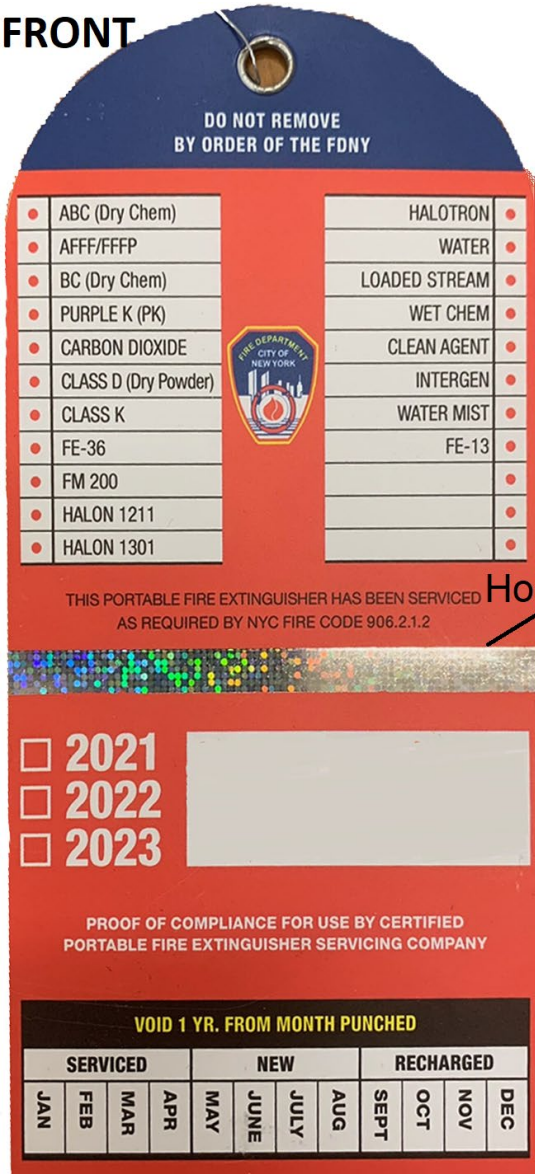 FRONT
DO NOT REMOVE
BY ORDER OF THE FDNY
ABC (Dry Chem)
AFFF/FFFP
BC (Dry Chem)
PURPLE K (PK)
CARBON DIOXIDE
CLASS D (Dry Powder)
CLASS K
FE-36
FM 200
HALON 1211
HALON 1301
FIRE DEPARTMENT
CITY OF
NEW YORK
HALOTRON
WATER
LOADED STREAM
WET CHEM
CLEAN AGENT
INTERGEN
WATER MIST
FE-13
THIS PORTABLE FIRE EXTINGUISHER HAS BEEN SERVICED
AS REQUIRED BY NYC FIRE CODE 906.2.1.2
Ho
2021
2022
2023
PROOF OF COMPLIANCE FOR USE BY CERTIFIED
PORTABLE FIRE EXTINGUISHER SERVICING COMPANY
VOID 1 YR. FROM MONTH PUNCHED
SERVICED NEW RECHARGED
JAN FEB MAR APR MAY JUNE JULY AUG SEPT OCT NOV DEC